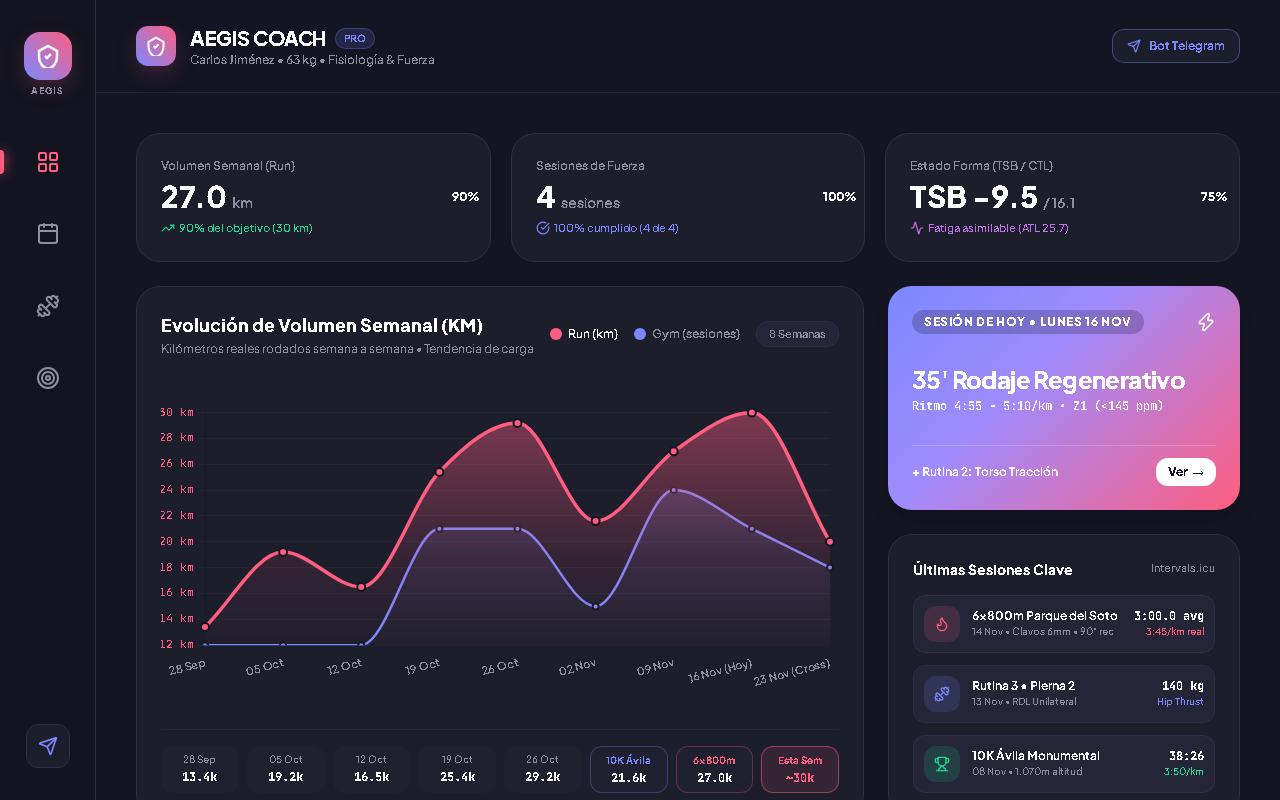 AEGIS
AEGIS COACH PRO
Carlos Jiménez • 63 kg • Fisiología & Fuerza
Bot Telegram
Volumen Semanal (Run)
27.0 km
90%
90% del objetivo (30 km)
Sesiones de Fuerza
4 sesiones
100%
100% cumplido (4 de 4)
Estado Forma (TSB / CTL)
TSB -9.5 / 16.1
75%
Fatiga asimilable (ATL 25.7)
Evolución de Volumen Semanal (KM)
Kilómetros reales rodados semana a semana • Tendencia de carga
Run (km)
Gym (sesiones)
8 Semanas
30 km
28 km
26 km
24 km
22 km
20 km
18 km
16 km
14 km
12 km
28 Sep
05 Oct
12 Oct
19 Oct
26 Oct
02 Nov
09 Nov
16 Nov (Hoy)
23 Nov (Cross)
28 Sep
13.4k
05 Oct
19.2k
12 Oct
16.5k
19 Oct
25.4k
26 Oct
29.2k
10K Ávila
21.6k
6x800m
27.0k
Esta Sem
~30k
SESIÓN DE HOY • LUNES 16 NOV
35' Rodaje Regenerativo
Ritmo 4:55 - 5:10/km • Z1 (<145 ppm)
+ Rutina 2: Torso Tracción
Ver →
Últimas Sesiones Clave
Intervals.icu
6x800m Parque del Soto
3:00.0 avg
14 Nov • Clavos 6mm • 90" rec
3:45/km real
Rutina 3 • Pierna 2
140 kg
13 Nov • RDL Unilateral
Hip Thrust
10K Ávila Monumental
38:26
08 Nov • 1.070m altitud
3:50/km